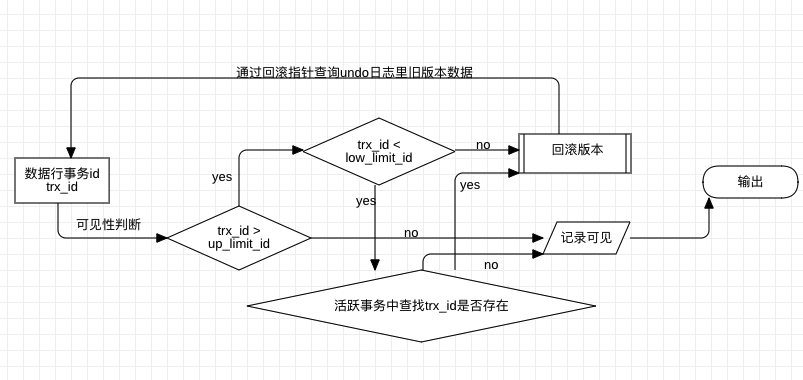 通过回滚指针查询undo日志里旧版本数据
trx_id <
low_limit_id
no
回滚版本
数据行事务id
trx_id
yes
yes
yes
输出
可见性判断
trx_id >
up_limit_id
no
记录可见
no
活跃事务中查找trx_id是否存在